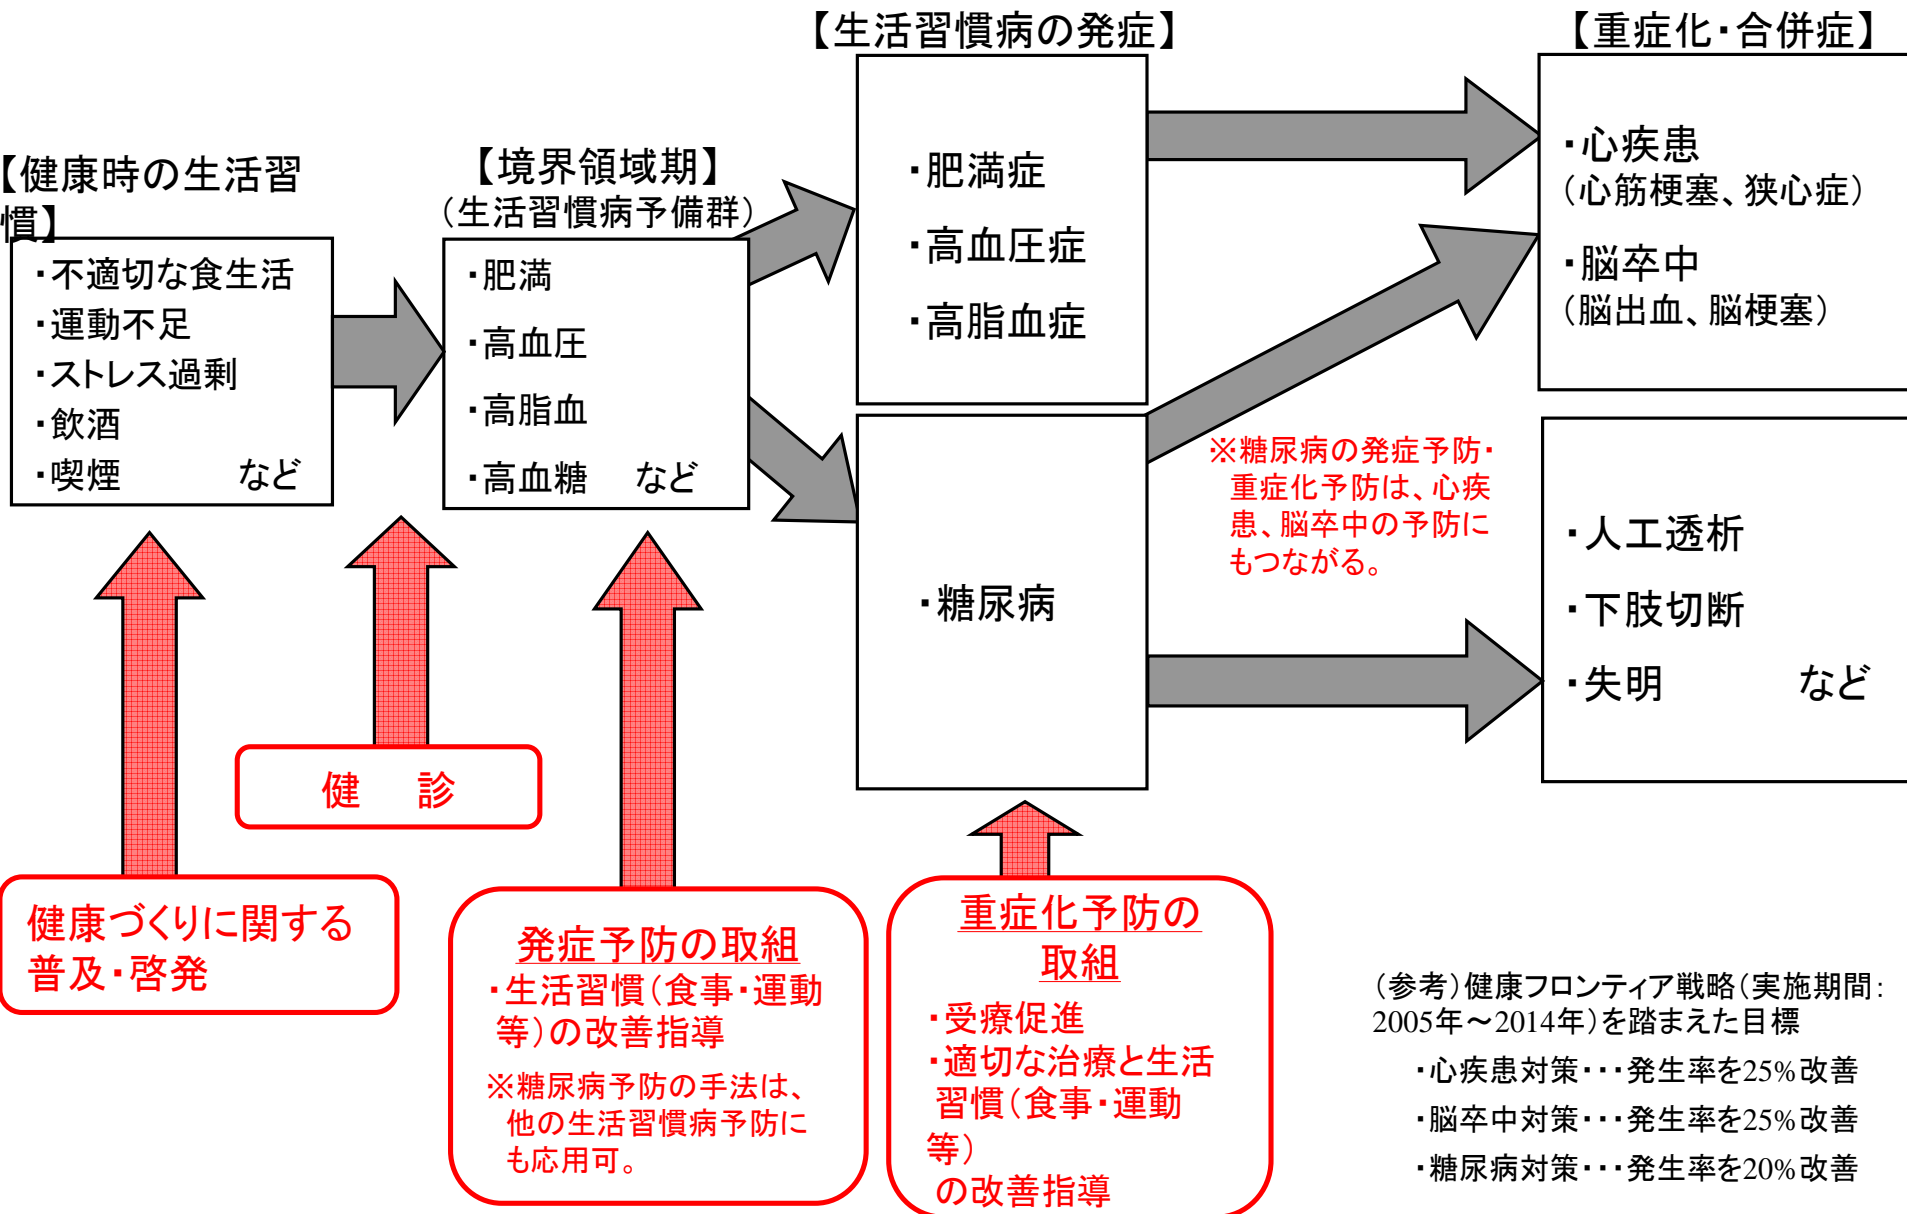 【健康時の生活習
慣】
・不適切な食生活
・運動不足
・ストレス過剰
・飲酒
・喫煙　　　など
【境界領域期】
（生活習慣病予備群）
・肥満
・高血圧
・高脂血
・高血糖　など
【生活習慣病の発症】
・肥満症
・高血圧症
・高脂血症
・糖尿病
【重症化・合併症】
・心疾患
（心筋梗塞、狭心症）
・脳卒中
（脳出血、脳梗塞）
・人工透析
・下肢切断
・失明　　　など
※糖尿病の発症予防・
重症化予防は、心疾
患、脳卒中の予防に
もつながる。
健　診
健康づくりに関する
普及・啓発
発症予防の取組
・生活習慣（食事・運動
等）の改善指導
※糖尿病予防の手法は、
他の生活習慣病予防に
も応用可。
重症化予防の
取組
・受療促進
・適切な治療と生活
習慣（食事・運動
等）
の改善指導
（参考）健康フロンティア戦略（実施期間：
2005年～2014年）を踏まえた目標
・心疾患対策・・・発生率を25%改善
・脳卒中対策・・・発生率を25%改善
・糖尿病対策・・・発生率を20%改善